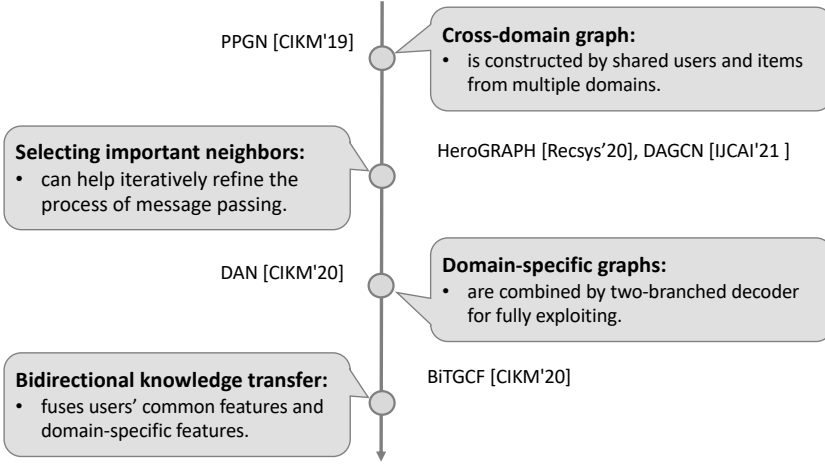 PPGN [CIKM'19]
Cross-domain graph:
• is constructed by shared users and items
from multiple domains.
Selecting important neighbors:
• can help iteratively refine the
process of message passing.
HeroGRAPH [Recsys’20], DAGCN [IJCAI'21 ]
DAN [CIKM'20]
Domain-specific graphs:
• are combined by two-branched decoder
for fully exploiting.
Bidirectional knowledge transfer:
• fuses users’ common features and
domain-specific features.
BiTGCF [CIKM'20]